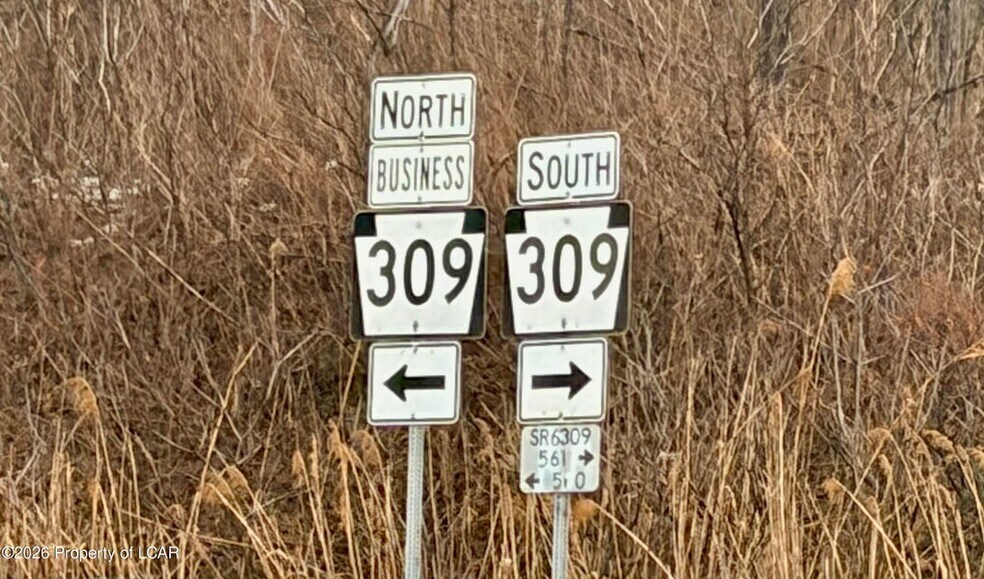 NORTH
BUSINESS
309
SOUTH
309
SR6309
561
©2026 Property of LCAR